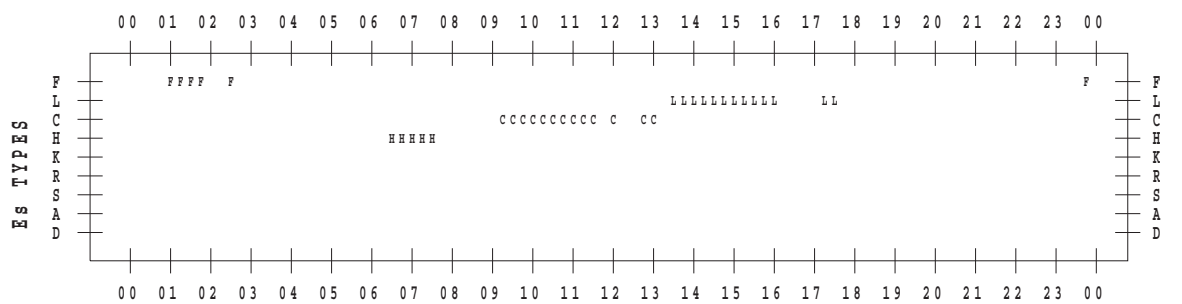 00 01 02 03 04 05 06 07 08 09 10 11 12 13 14 15 16 17 18 19 20 21 22 23 00
F FFFF F F F
L LLLLLLLLLLL LL L
C CCCCCCCCCC C CC C
H HHHHH H
K K
R R
S S
A A
D D
Es TYPES
00 01 02 03 04 05 06 07 08 09 10 11 12 13 14 15 16 17 18 19 20 21 22 23 00